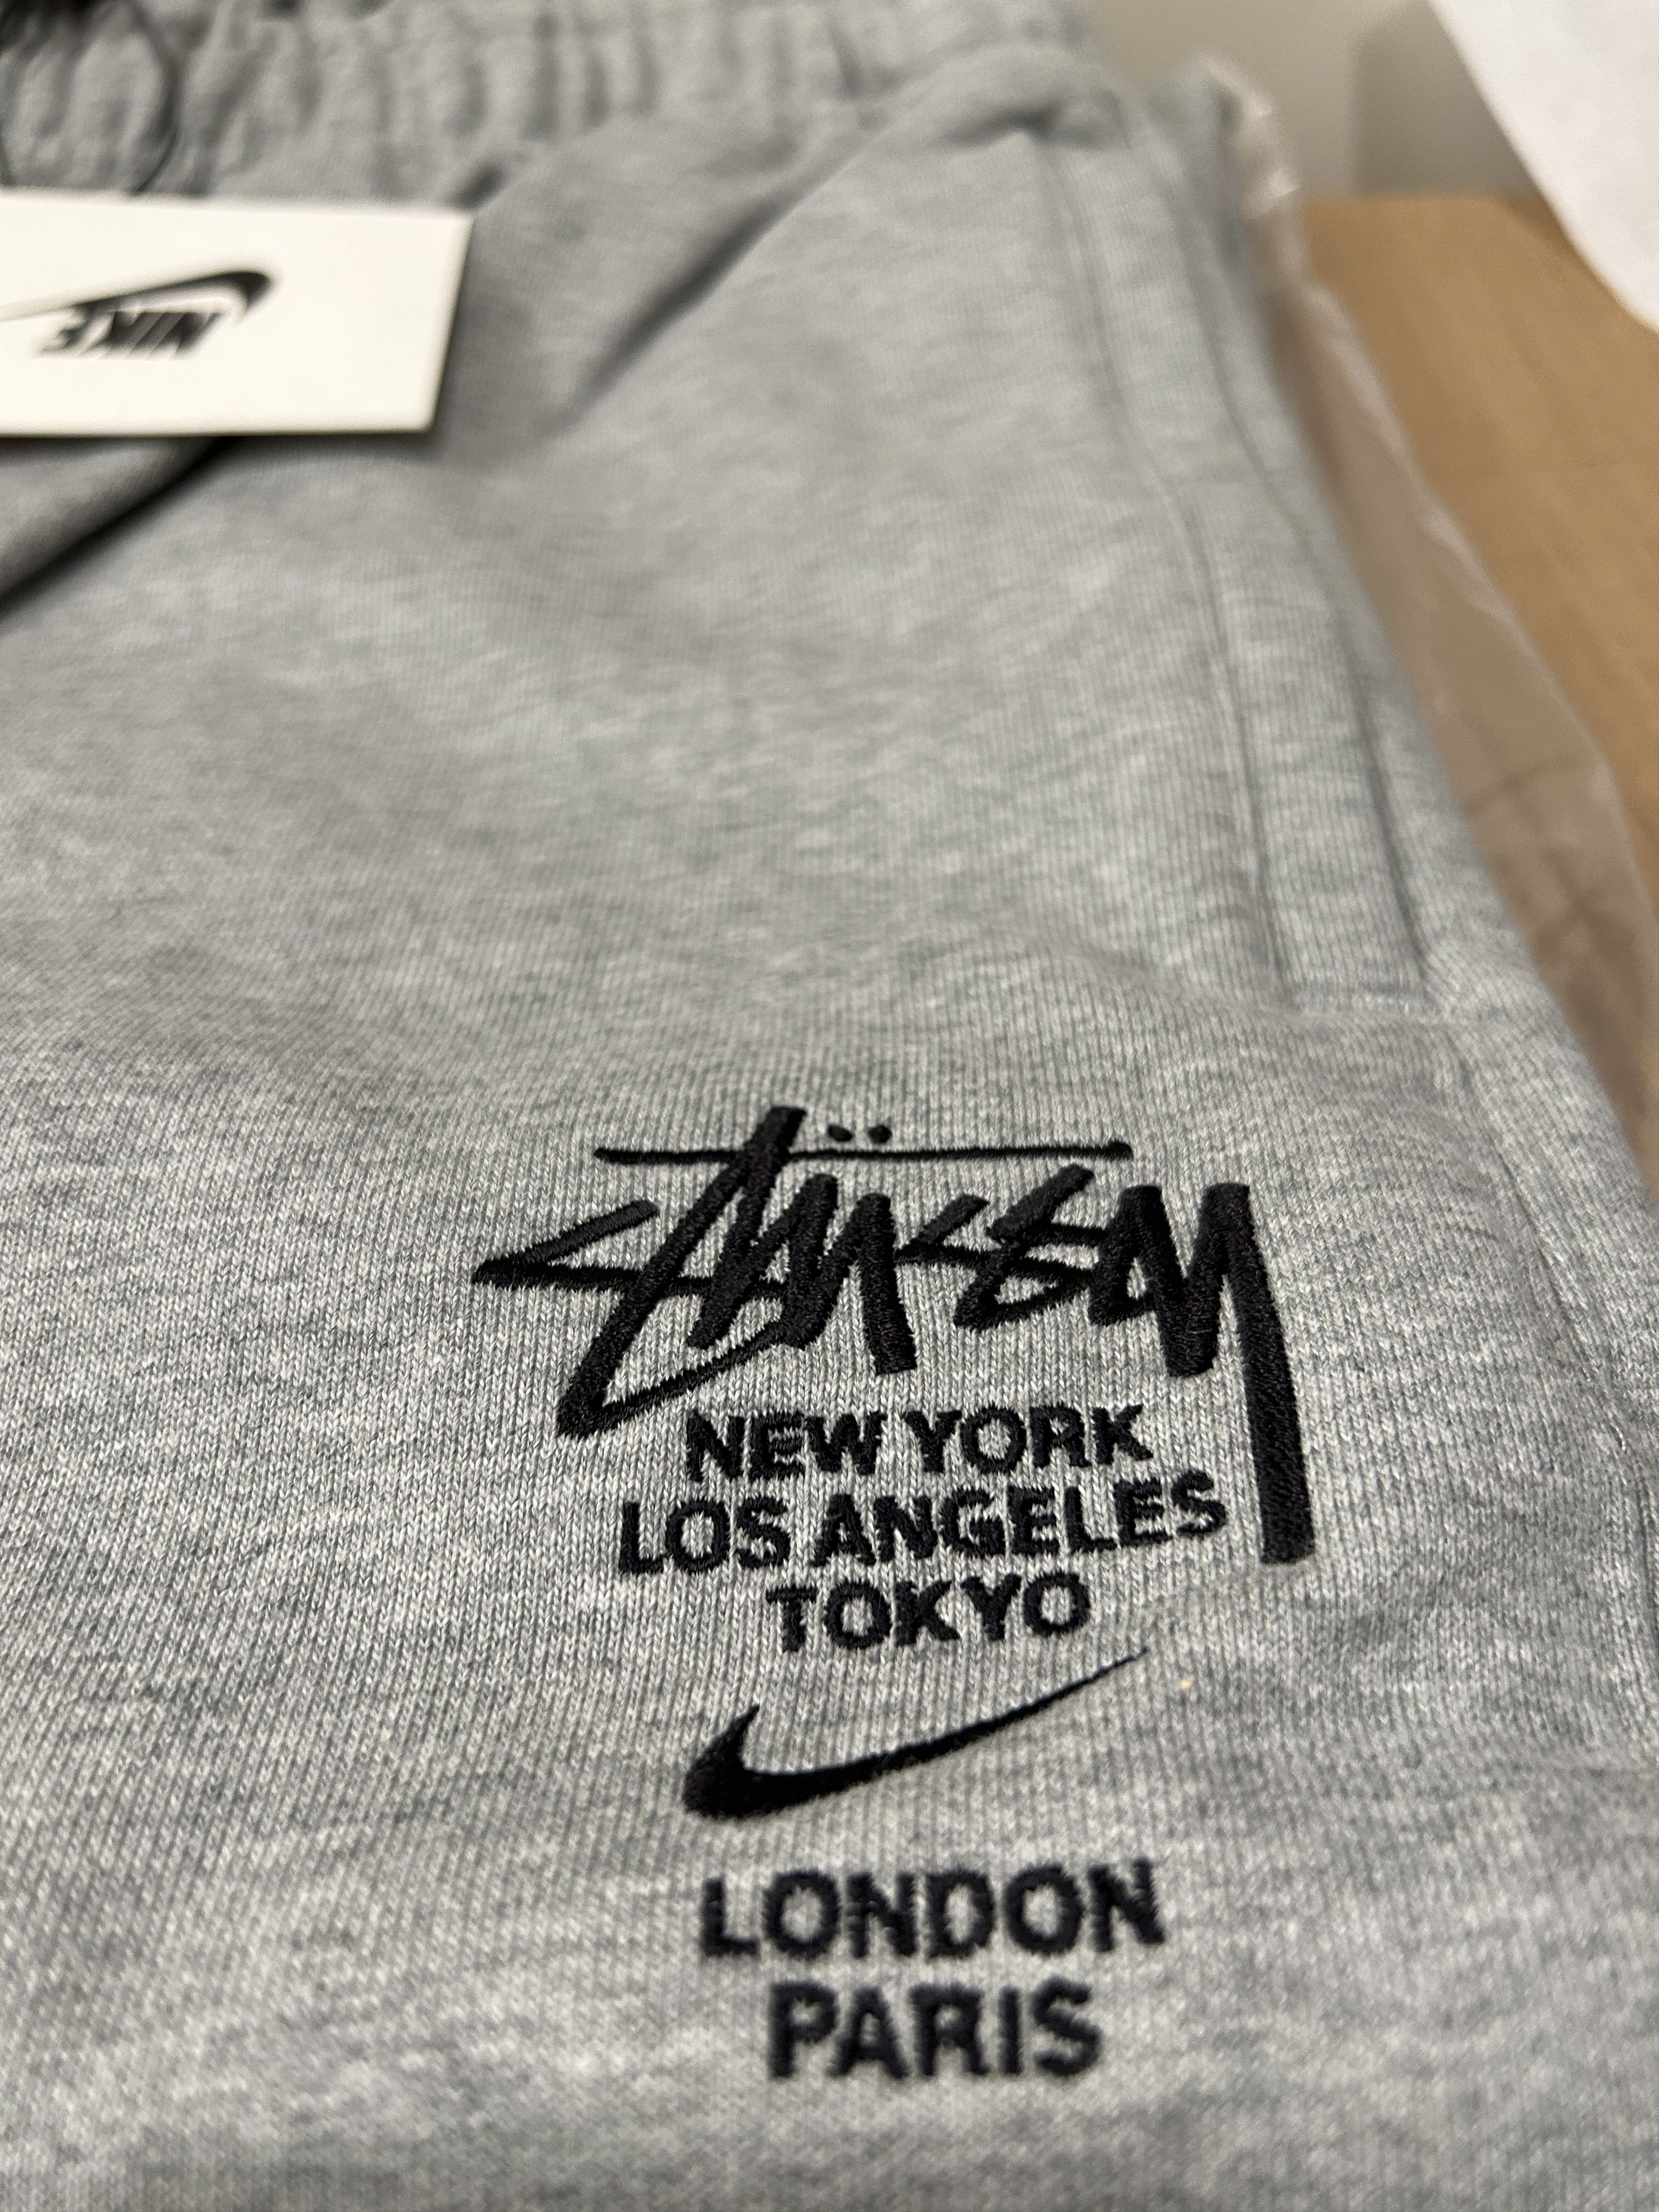 NIKE
Stüssy
NEW YORK
LOS ANGELES
TOKYO
LONDON
PARIS